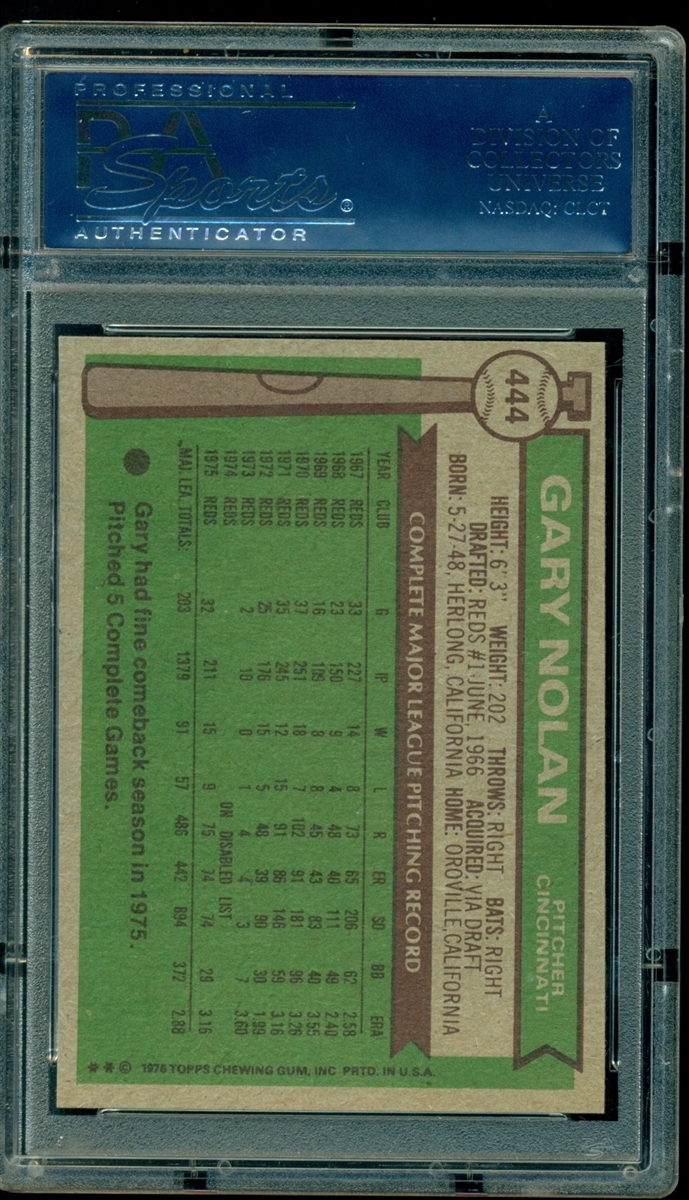 PROFESSIONAL
PSA
Sports®
AUTHENTICATOR
A
DIVISION OF
COLLECTORS
UNIVERSE
NASDAQ: CLCT
444
GARY NOLAN
PITCHER
CINCINNATI
HEIGHT: 6' 3" WEIGHT: 202 THROWS: RIGHT BATS: RIGHT
DRAFTED: REDS #1-JUNE, 1966 ACQUIRED: VIA DRAFT
BORN: 5-27-48, HERLONG, CALIFORNIA HOME: OROVILLE, CALIFORNIA
COMPLETE MAJOR LEAGUE PITCHING RECORD
YEAR CLUB G IP W L R ER SO BB ERA
1967 REDS 33 227 14 8 73 65 206 62 2.58
1968 REDS 23 150 9 4 48 40 111 49 2.40
1969 REDS 16 109 8 8 45 43 83 40 3.55
1970 REDS 37 251 18 7 102 91 181 96 3.26
1971 REDS 35 245 12 15 91 86 146 59 3.16
1972 REDS 25 176 15 5 48 39 90 30 1.99
1973 REDS 2 10 0 1 4 4 3 7 3.60
1974 REDS ON DISABLED LIST
1975 REDS 32 211 15 9 75 74 74 29 3.16
MAJ. LEA. TOTALS. 203 1379 91 57 486 442 894 372 2.88
Gary had fine comeback season in 1975.
Pitched 5 Complete Games.
**© 1976 TOPPS CHEWING GUM, INC. PRTD. IN U.S.A.